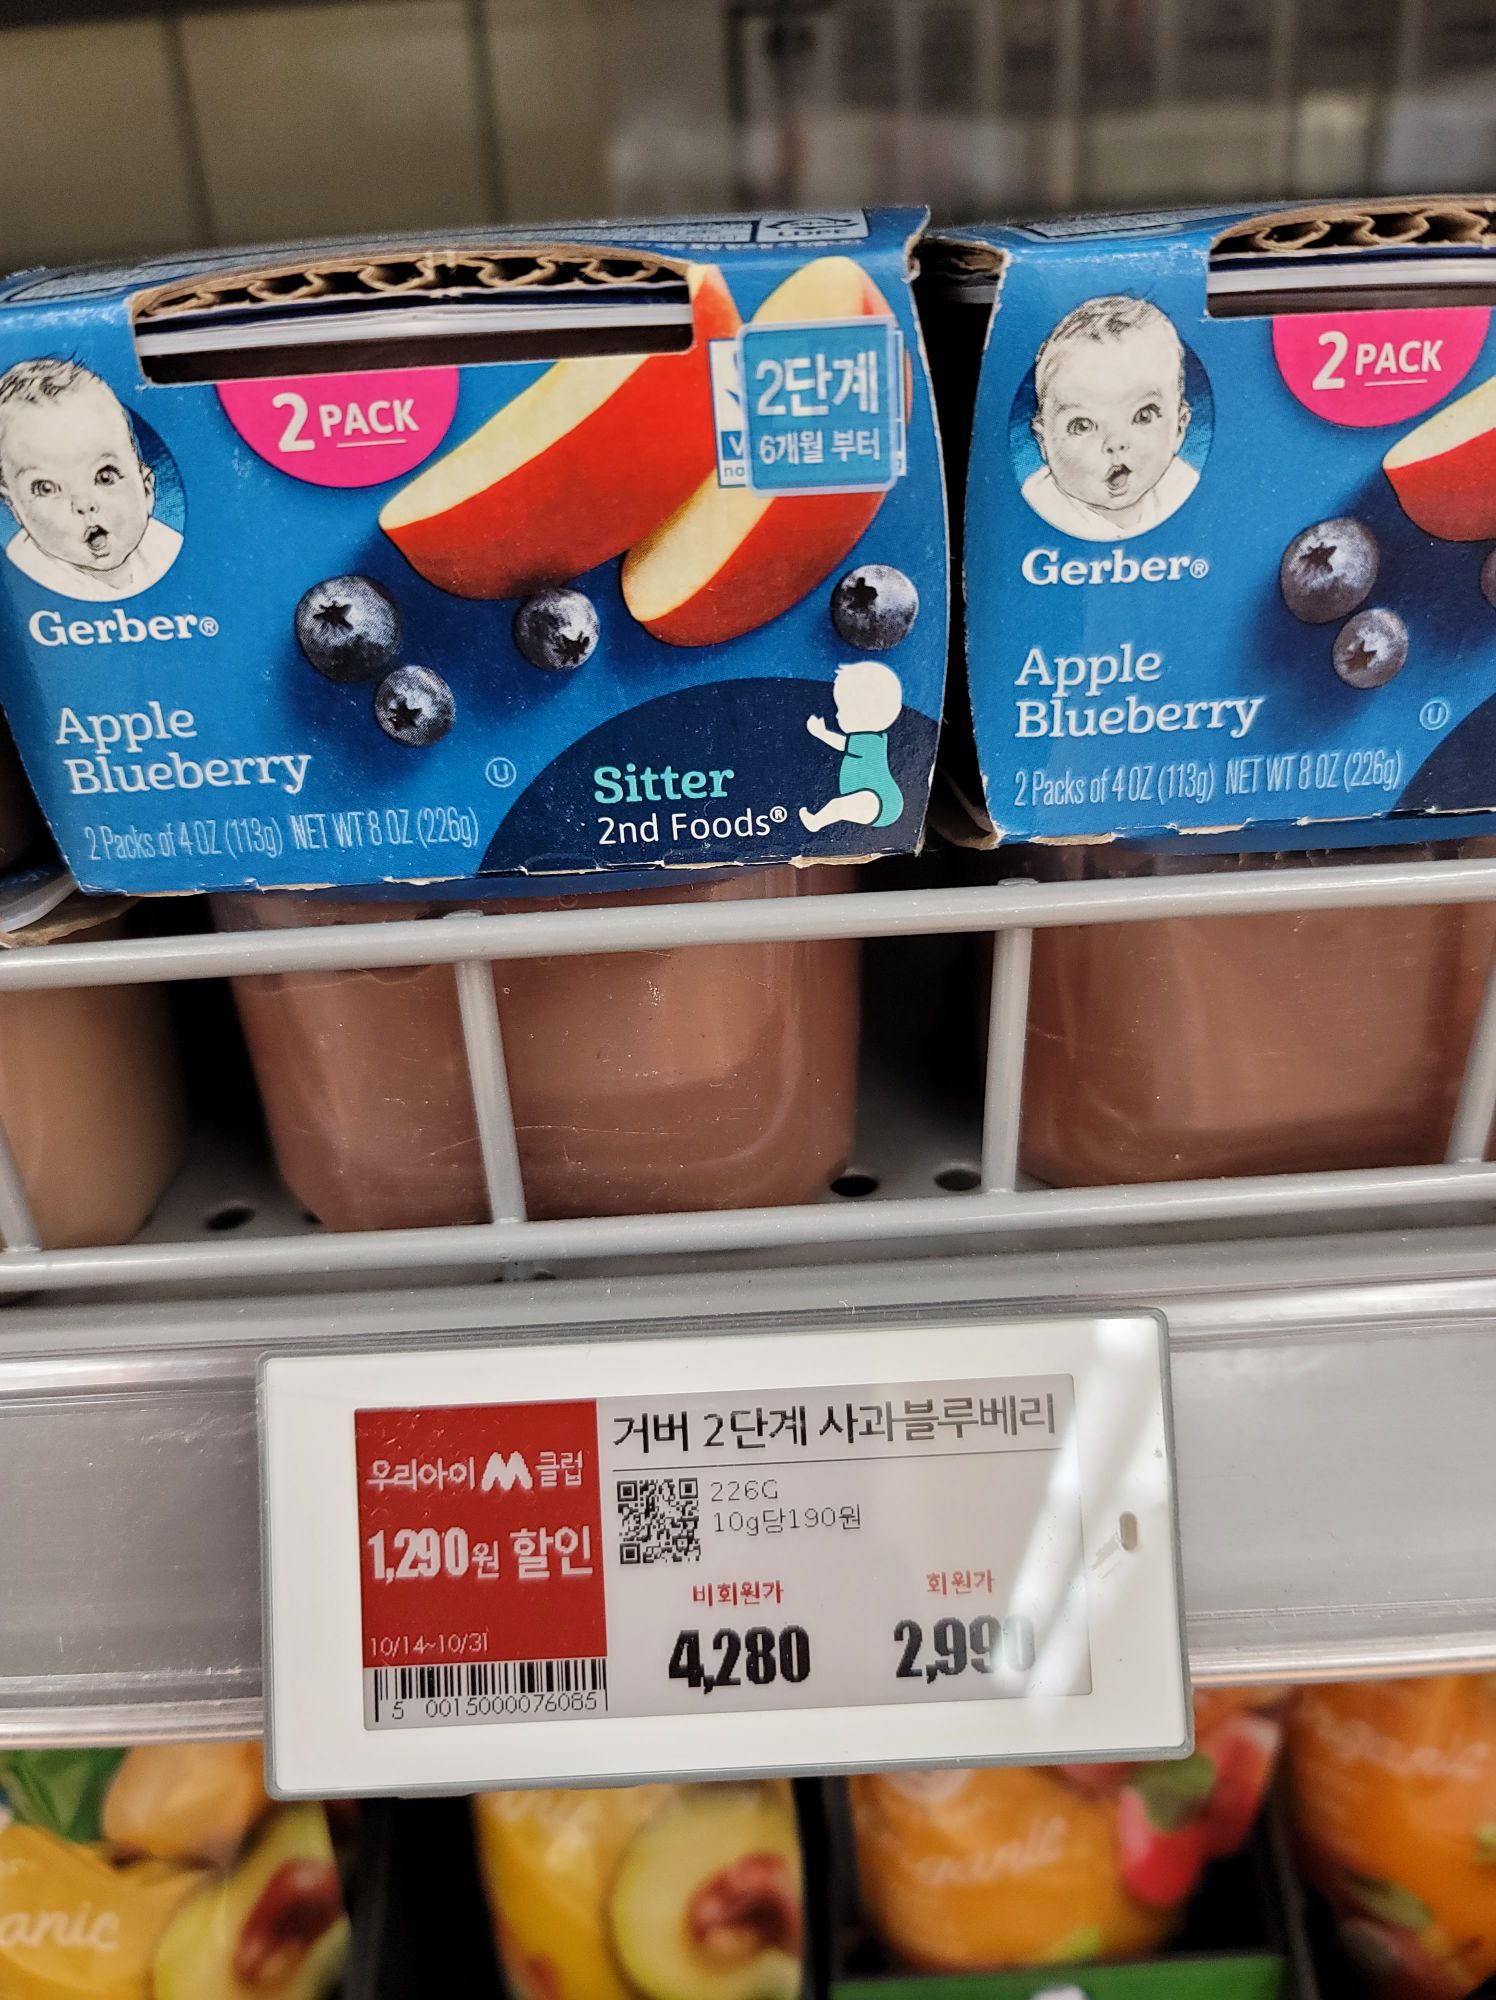 2 PACK
2단계
6개월 부터
Gerber®
Apple
Blueberry
U
2 Packs of 4 OZ (113g) NET WT 8 OZ (226g)
Sitter
2nd Foods®
2 PACK
Gerber®
Apple
Blueberry
U
2 Packs of 4 OZ (113g) NET WT 8 OZ (226g)
거버 2단계 사과블루베리
우리아이 M 클럽
1,290원 할인
10/14~10/31
5 0015000076085
226G
10g당190원
비회원가
4,280
회원가
2,990
anic